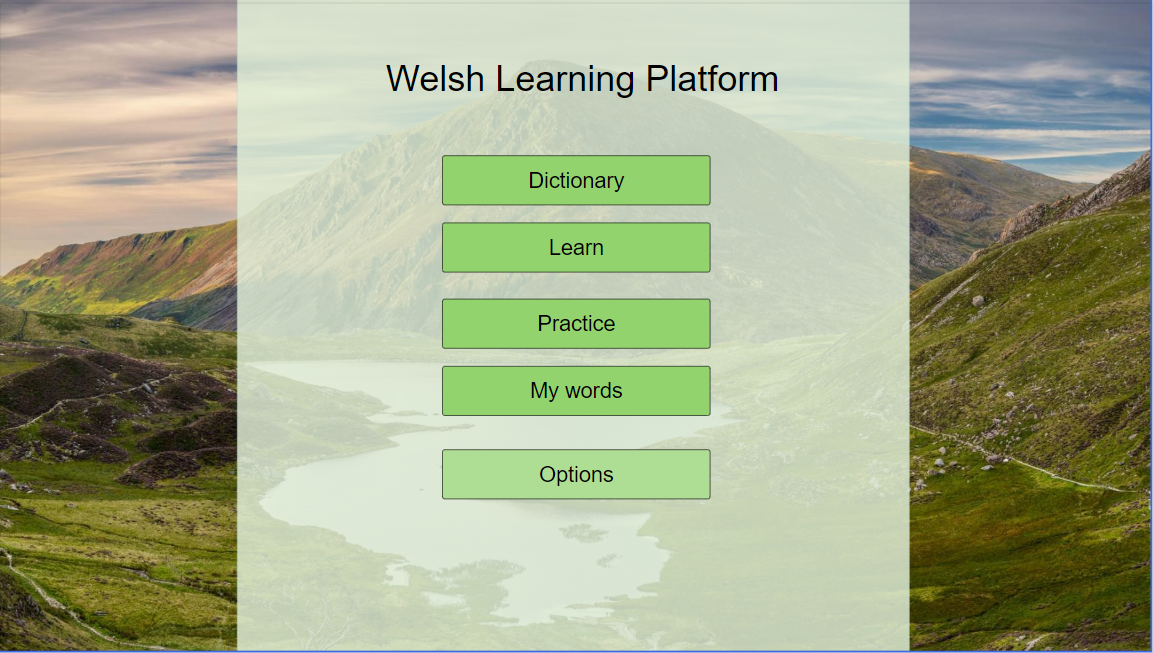 Welsh Learning Platform
Dictionary
Learn
Practice
My words
Options